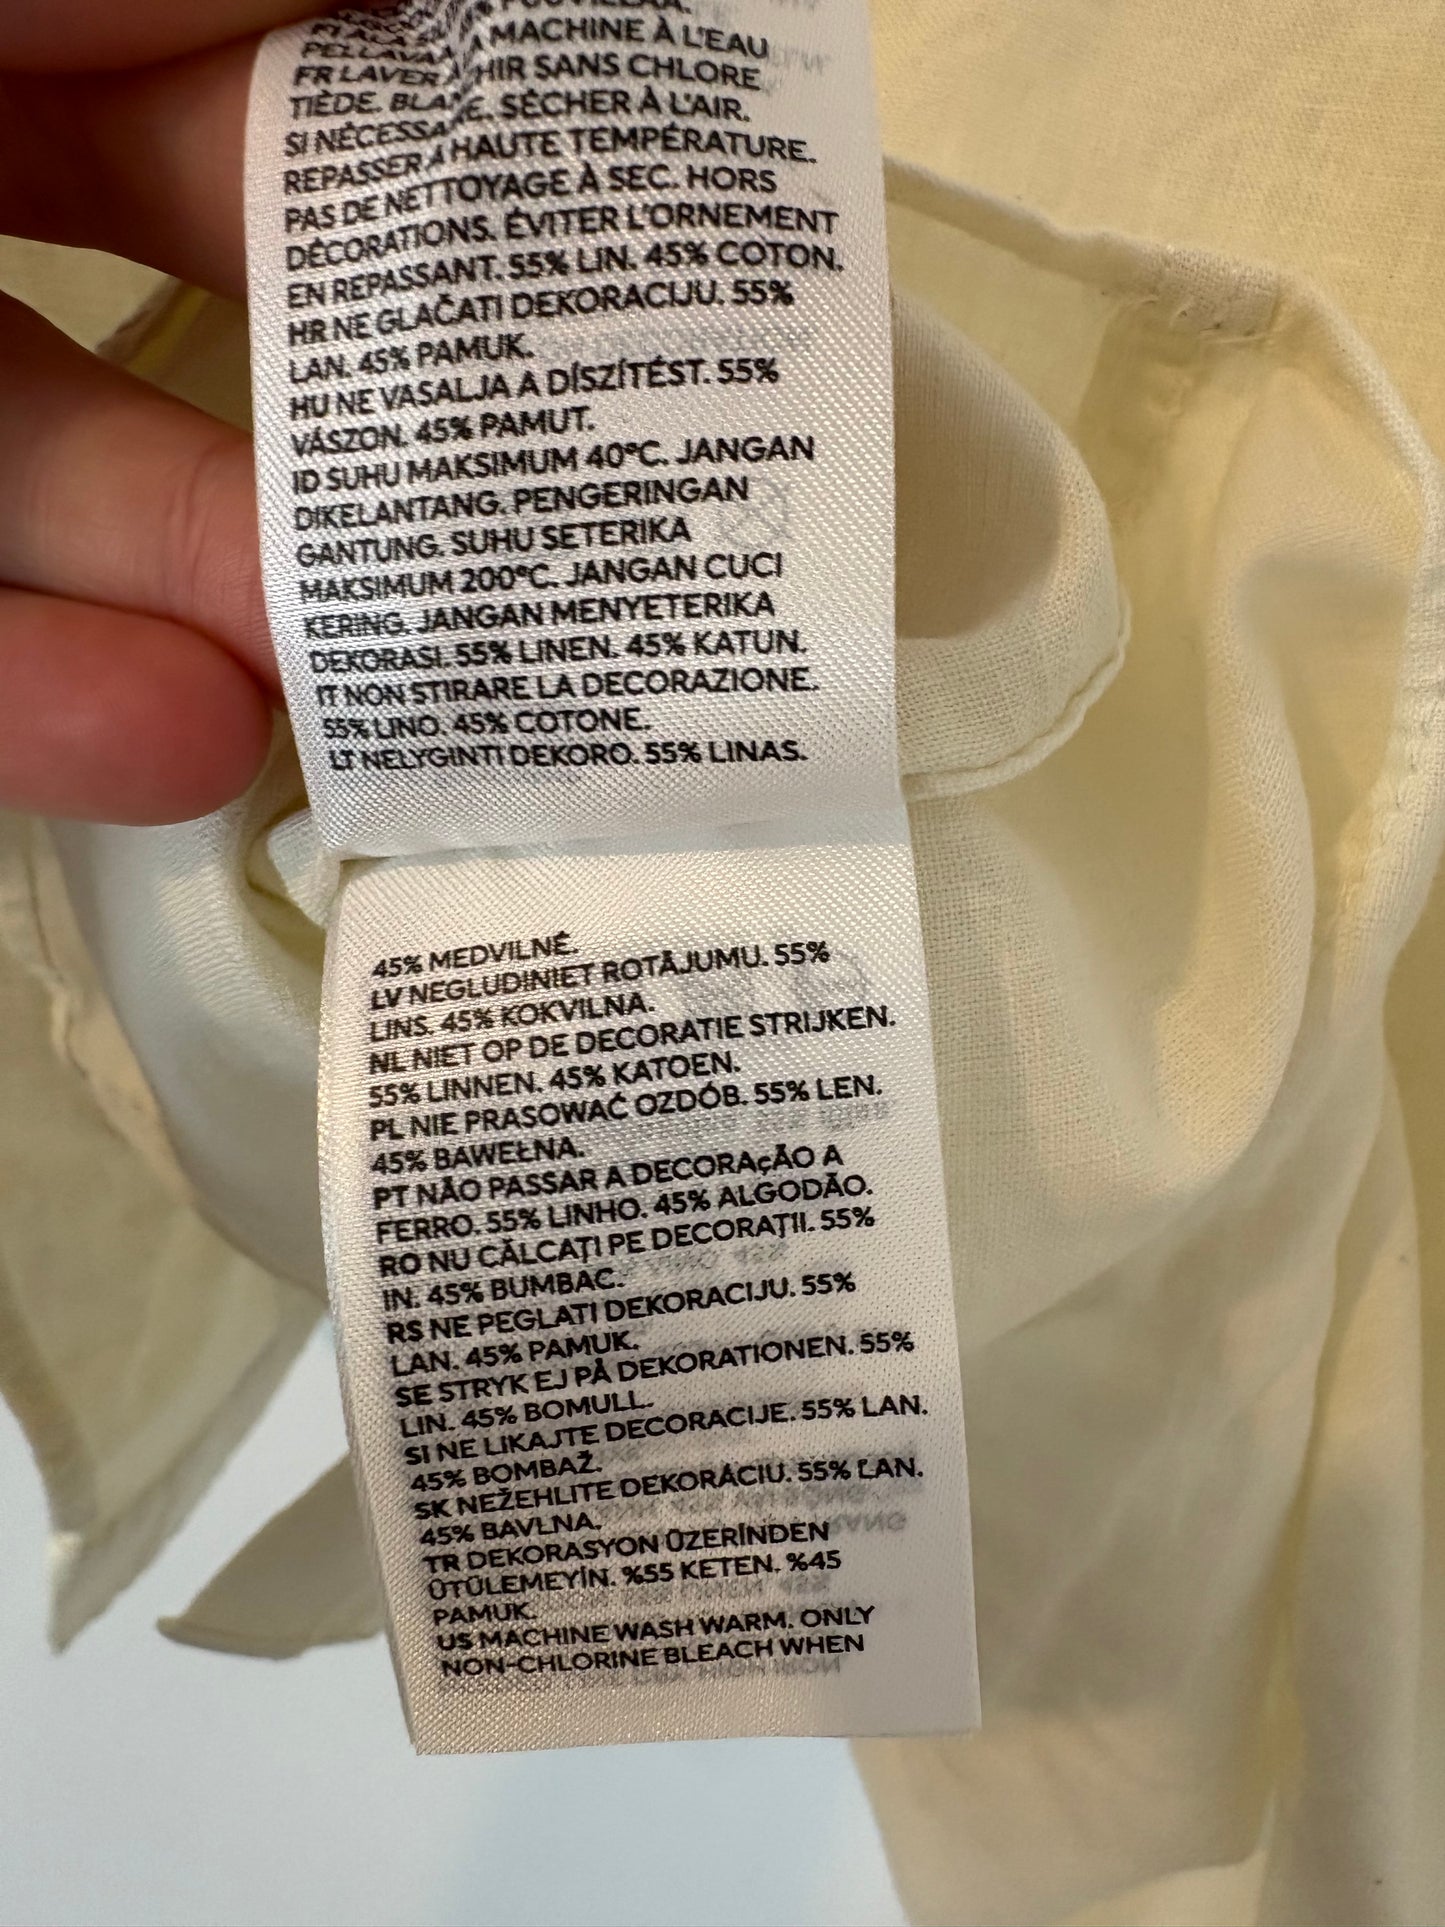 MACHINE À L'EAU
FR LAVER À
HIR SANS CHLORE
TIÈDE. BLA
E. SÉCHER À L'AIR.
SI NÉCESSA
REPASSER À HAUTE TEMPÉRATURE.
PAS DE NETTOYAGE À SEC. HORS
DÉCORATIONS. ÉVITER L'ORNEMENT
EN REPASSANT. 55% LIN. 45% COTON.
HR NE GLAČATI DEKORACIJU. 55%
LAN. 45% PAMUK.
HU NE VASALJA A DÍSZÍTÉST. 55%
VÁSZON. 45% PAMUT.
ID SUHU MAKSIMUM 40°C. JANGAN
DIKELANTANG. PENGERINGAN
GANTUNG. SUHU SETERIKA
MAKSIMUM 200°C. JANGAN CUCI
KERING. JANGAN MENYETERIKA
DEKORASI. 55% LINEN. 45% KATUN.
IT NON STIRARE LA DECORAZIONE.
55% LINO. 45% COTONE.
LT NELYGINTI DEKORO. 55% LINAS.
45% MEDVILNĖ.
LV NEGLUDINIET ROTĀJUMU. 55%
LINS. 45% KOKVILNA.
NL NIET OP DE DECORATIE STRIJKEN.
55% LINNEN. 45% KATOEN.
PL NIE PRASOWAĆ OZDÓB. 55% LEN.
45% BAWEŁNA.
PT NÃO PASSAR A DECORAçÃO A
FERRO. 55% LINHO. 45% ALGODÃO.
RO NU CĂLCAȚI PE DECORAȚII. 55%
IN. 45% BUMBAC.
RS NE PEGLATI DEKORACIJU. 55%
LAN. 45% PAMUK.
SE STRYK EJ PÅ DEKORATIONEN. 55%
LIN. 45% BOMULL.
SI NE LIKAJTE DECORACIJE. 55% LAN.
45% BOMBAŽ.
SK NEŽEHLITE DEKORÁCIU. 55% ĽAN.
45% BAVLNA.
TR DEKORASYON ÜZERİNDEN
ÜTÜLEMEYİN. %55 KETEN. %45
PAMUK.
US MACHINE WASH WARM. ONLY
NON-CHLORINE BLEACH WHEN